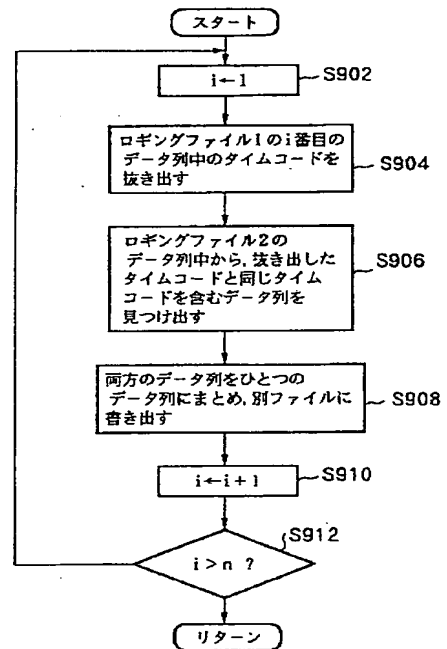 スタート
i←1
S902
ロギングファイル1のi番目の
データ列中のタイムコードを
抜き出す
S904
ロギングファイル2の
データ列中から,抜き出した
タイムコードと同じタイム
コードを含むデータ列を
見つけ出す
S906
両方のデータ列をひとつの
データ列にまとめ,別ファイルに
書き出す
S908
i←i+1
S910
S912
i>n ?
リターン